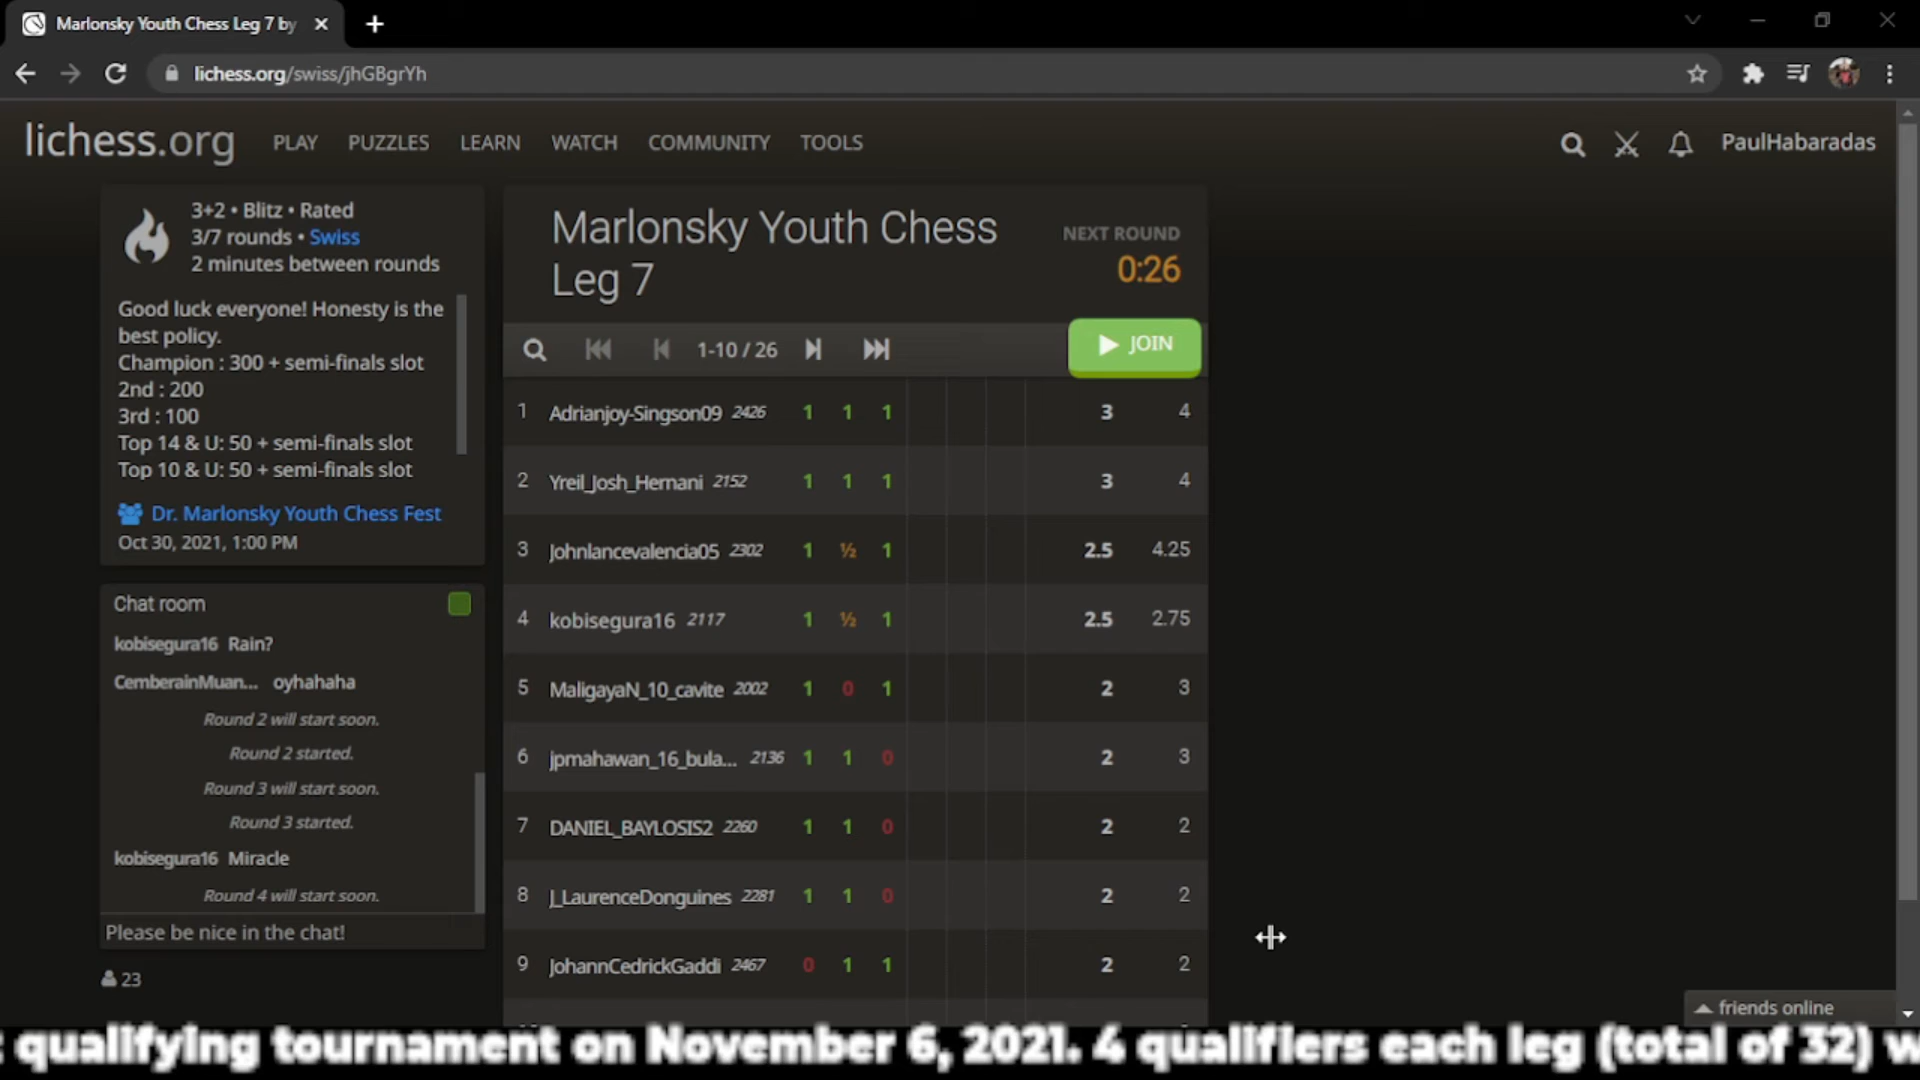 Marlonsky Youth Chess Leg 7 by
lichess.org/swiss/jhGBgrYh
lichess.org PLAY PUZZLES LEARN WATCH COMMUNITY TOOLS PaulHabaradas
3+2 • Blitz • Rated
3/7 rounds • Swiss
2 minutes between rounds
Good luck everyone! Honesty is the
best policy.
Champion : 300 + semi-finals slot
2nd : 200
3rd : 100
Top 14 & U: 50 + semi-finals slot
Top 10 & U: 50 + semi-finals slot
Dr. Marlonsky Youth Chess Fest
Oct 30, 2021, 1:00 PM
Chat room
kobisegura16 Rain?
CemberainMuan... oyhahaha
Round 2 will start soon.
Round 2 started.
Round 3 will start soon.
Round 3 started.
kobisegura16 Miracle
Round 4 will start soon.
Please be nice in the chat!
23
Marlonsky Youth Chess
Leg 7
NEXT ROUND
0:26
1-10 / 26
JOIN
1 Adrianjoy-Singson09 2426 1 1 1 3 4
2 Yreil_Josh_Hernani 2152 1 1 1 3 4
3 Johnlancevalencia05 2302 1 ½ 1 2.5 4.25
4 kobisegura16 2117 1 ½ 1 2.5 2.75
5 MaligayaN_10_cavite 2002 1 0 1 2 3
6 jpmahawan_16_bula... 2136 1 1 0 2 3
7 DANIEL_BAYLOSIS2 2260 1 1 0 2 2
8 J_LaurenceDonguines 2281 1 1 0 2 2
9 JohannCedrickGaddi 2467 0 1 1 2 2
friends online
qualifying tournament on November 6, 2021. 4 qualifiers each leg (total of 32) w